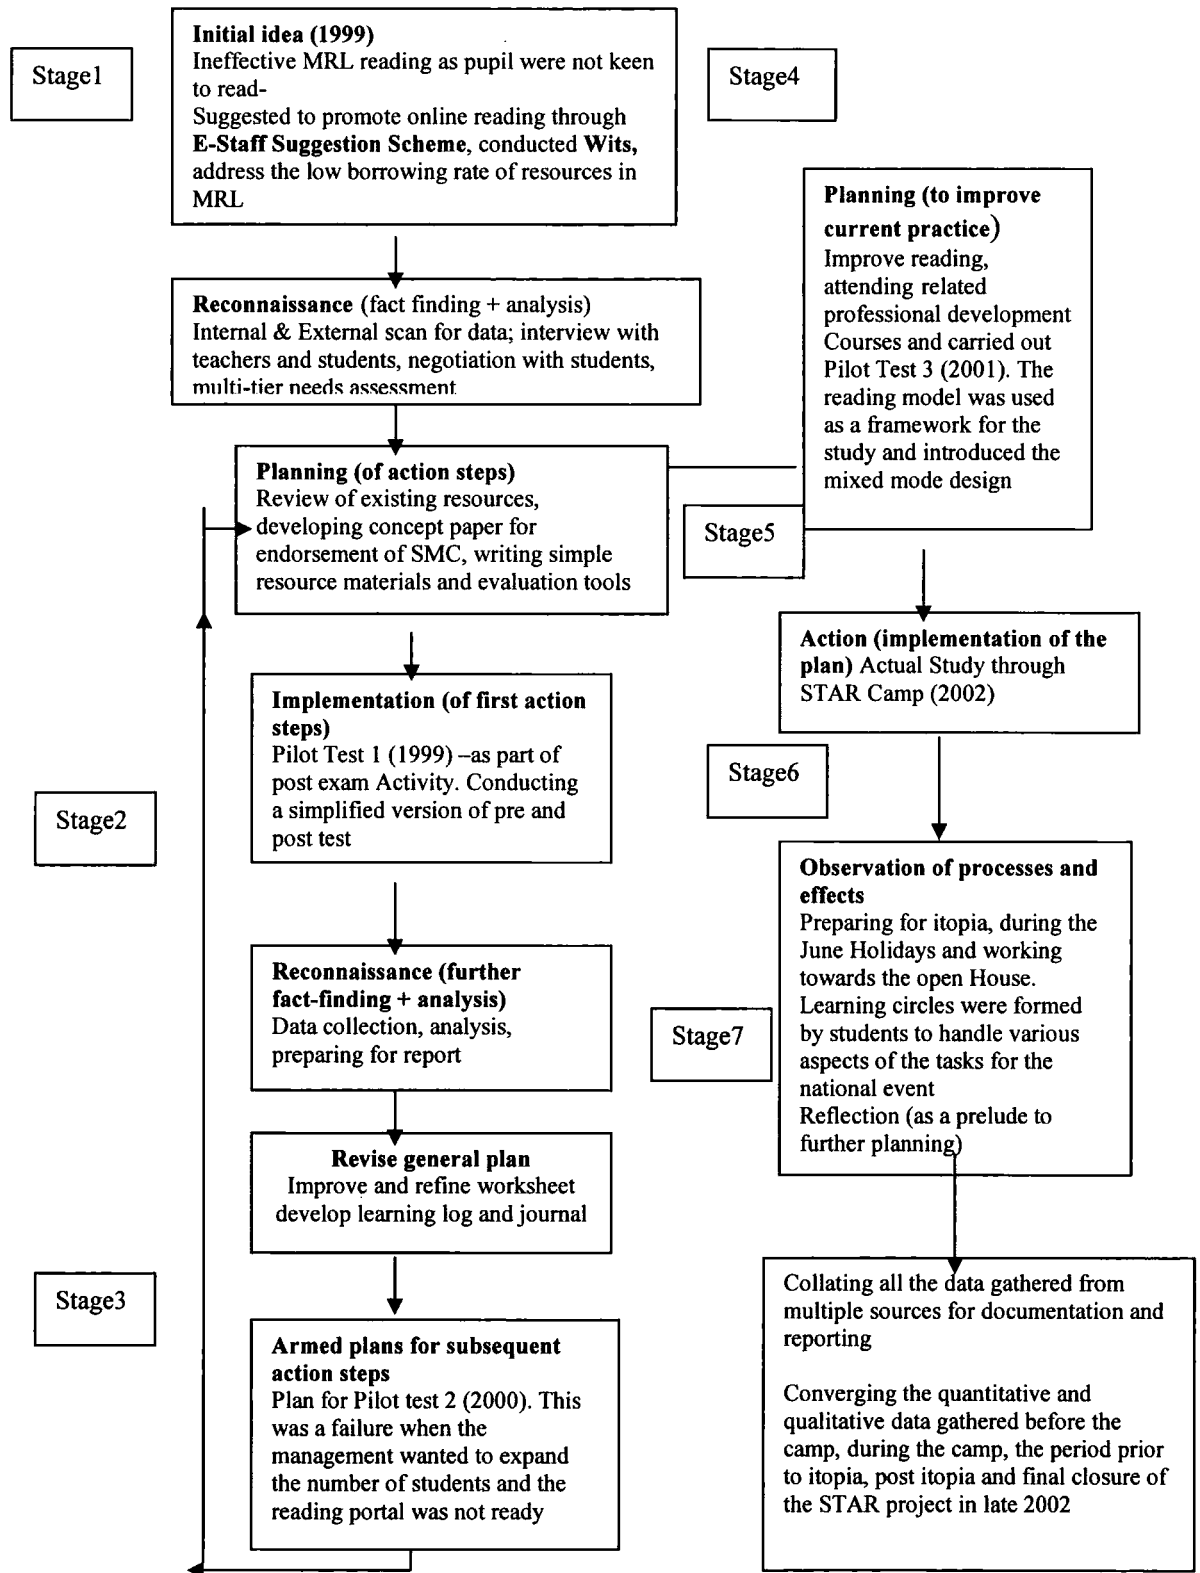 Stage1
Initial idea (1999)
Ineffective MRL reading as pupil were not keen
to read-
Suggested to promote online reading through
E-Staff Suggestion Scheme, conducted Wits,
address the low borrowing rate of resources in
MRL
Reconnaissance (fact finding + analysis)
Internal & External scan for data; interview with
teachers and students, negotiation with students,
multi-tier needs assessment
Planning (of action steps)
Review of existing resources,
developing concept paper for
endorsement of SMC, writing simple
resource materials and evaluation tools
Stage2
Implementation (of first action
steps)
Pilot Test 1 (1999) –as part of
post exam Activity. Conducting
a simplified version of pre and
post test
Reconnaissance (further
fact-finding + analysis)
Data collection, analysis,
preparing for report
Revise general plan
Improve and refine worksheet
develop learning log and journal
Stage3
Armed plans for subsequent
action steps
Plan for Pilot test 2 (2000). This
was a failure when the
management wanted to expand
the number of students and the
reading portal was not ready
Stage4
Planning (to improve
current practice)
Improve reading,
attending related
professional development
Courses and carried out
Pilot Test 3 (2001). The
reading model was used
as a framework for the
study and introduced the
mixed mode design
Stage5
Action (implementation of the
plan) Actual Study through
STAR Camp (2002)
Stage6
Observation of processes and
effects
Preparing for itopia, during the
June Holidays and working
towards the open House.
Learning circles were formed
by students to handle various
aspects of the tasks for the
national event
Reflection (as a prelude to
further planning)
Stage7
Collating all the data gathered from
multiple sources for documentation and
reporting
Converging the quantitative and
qualitative data gathered before the
camp, during the camp, the period prior
to itopia, post itopia and final closure of
the STAR project in late 2002